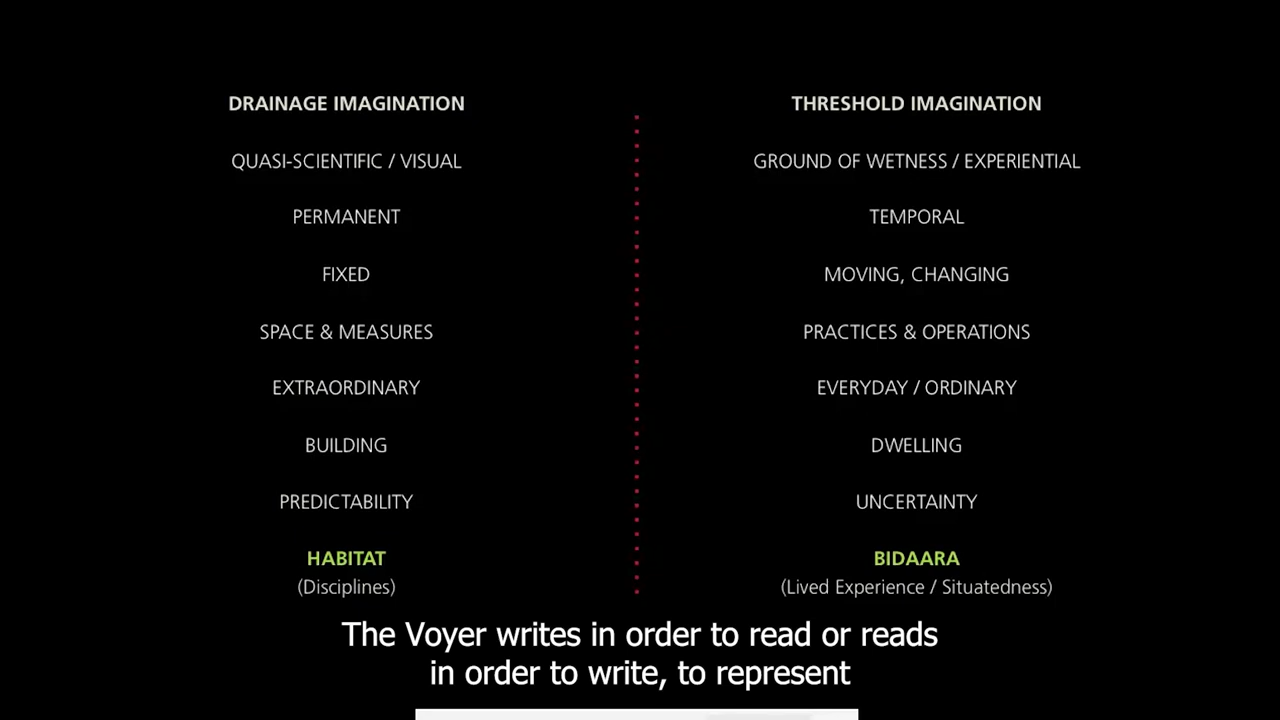 DRAINAGE IMAGINATION
THRESHOLD IMAGINATION
QUASI-SCIENTIFIC / VISUAL
GROUND OF WETNESS / EXPERIENTIAL
PERMANENT
TEMPORAL
FIXED
MOVING, CHANGING
SPACE & MEASURES
PRACTICES & OPERATIONS
EXTRAORDINARY
EVERYDAY / ORDINARY
BUILDING
DWELLING
PREDICTABILITY
UNCERTAINTY
HABITAT
BIDAARA
(Disciplines)
(Lived Experience / Situatedness)
The Voyer writes in order to read or reads
in order to write, to represent